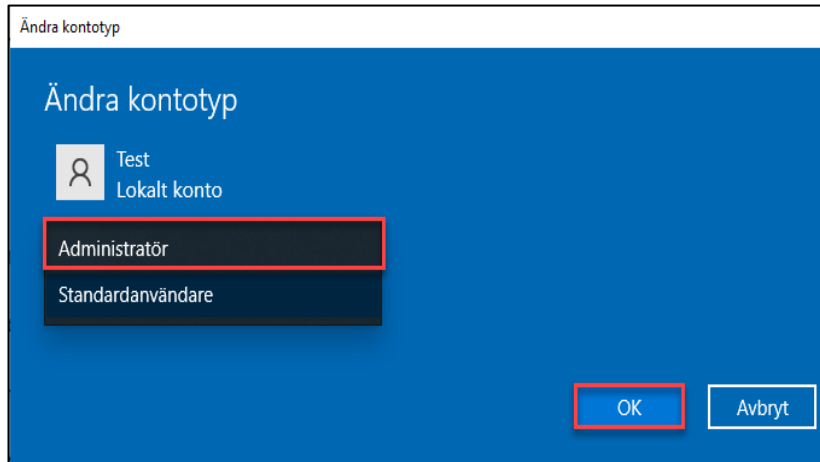 Ändra kontotyp
Ändra kontotyp
Test
Lokalt konto
Administratör
Standardanvändare
OK
Avbryt